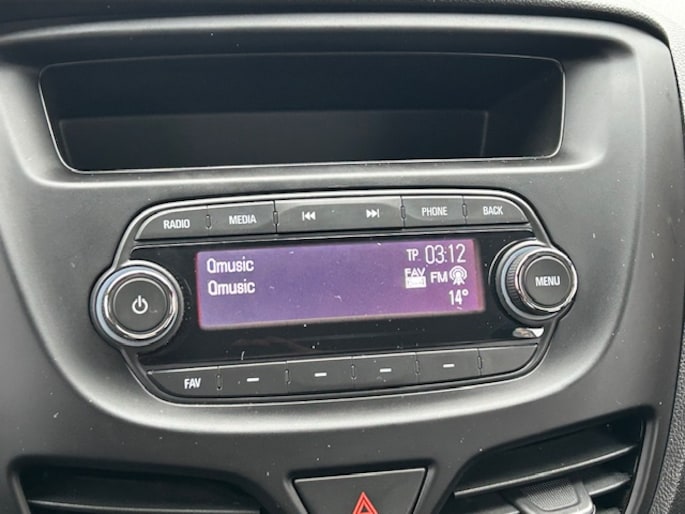 RADIO MEDIA PHONE BACK
Qmusic TP 03:12
Qmusic FAV FM
14°
MENU
FAV